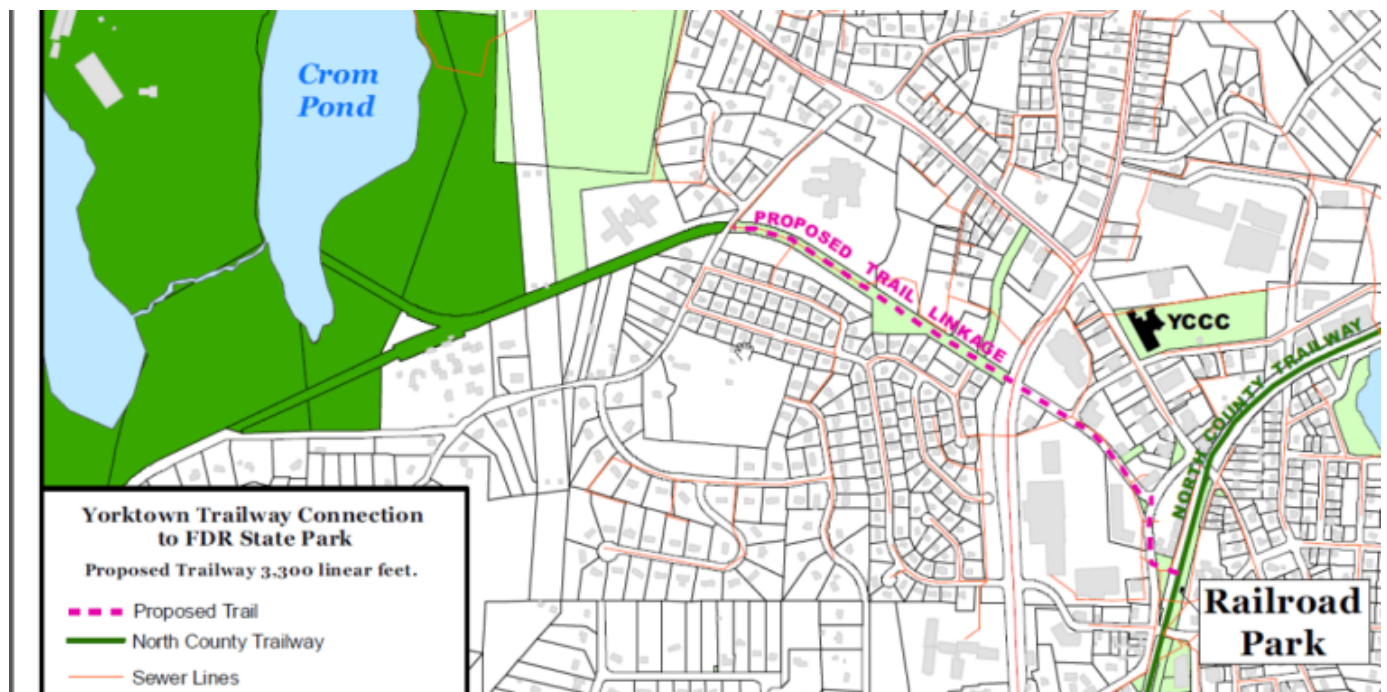 Crom
Pond
PROPOSED TRAIL LINKAGE
YCCC
NORTH COUNTY TRAILWAY
Yorktown Trailway Connection
to FDR State Park
Proposed Trailway 3,300 linear feet.
Proposed Trail
North County Trailway
Sewer Lines
Railroad
Park